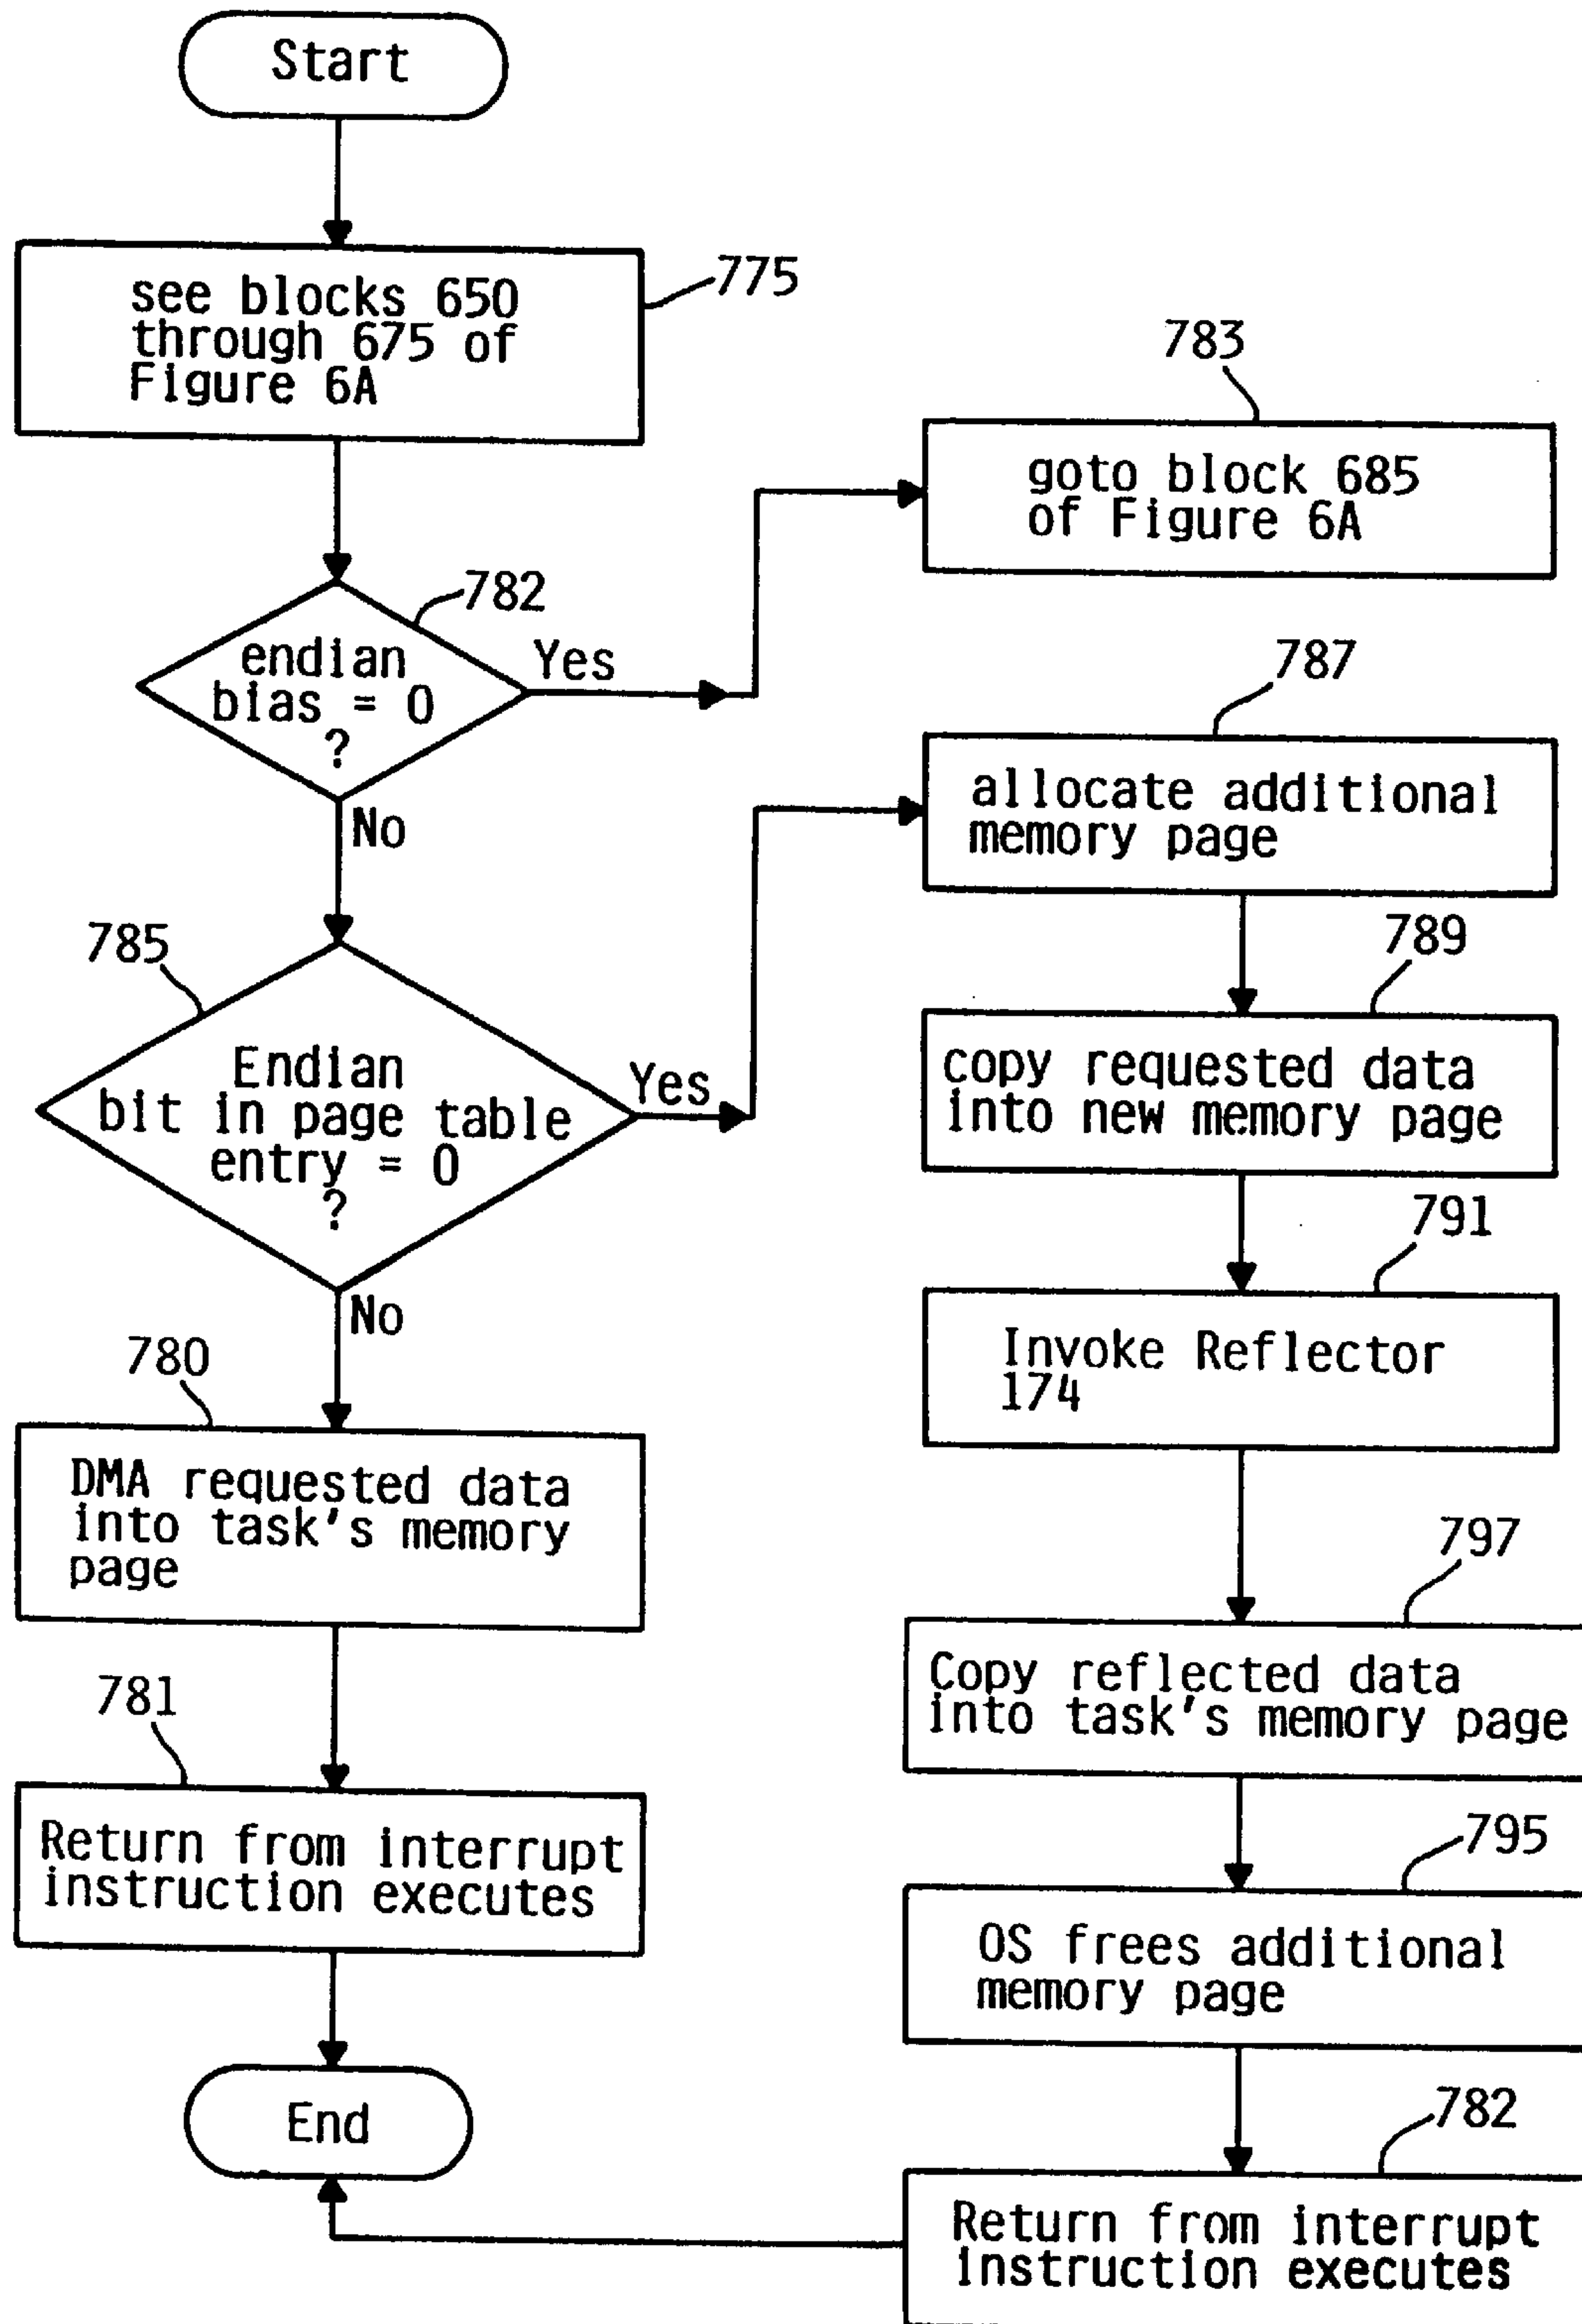 Start
see blocks 650
through 675 of
Figure 6A
775
783
goto block 685
of Figure 6A
782
endian
bias = 0
?
Yes
No
787
allocate additional
memory page
785
Endian
bit in page table
entry = 0
?
Yes
No
789
copy requested data
into new memory page
791
Invoke Reflector
174
780
DMA requested data
into task's memory
page
797
Copy reflected data
into task's memory page
781
Return from interrupt
instruction executes
795
OS frees additional
memory page
End
782
Return from interrupt
instruction executes